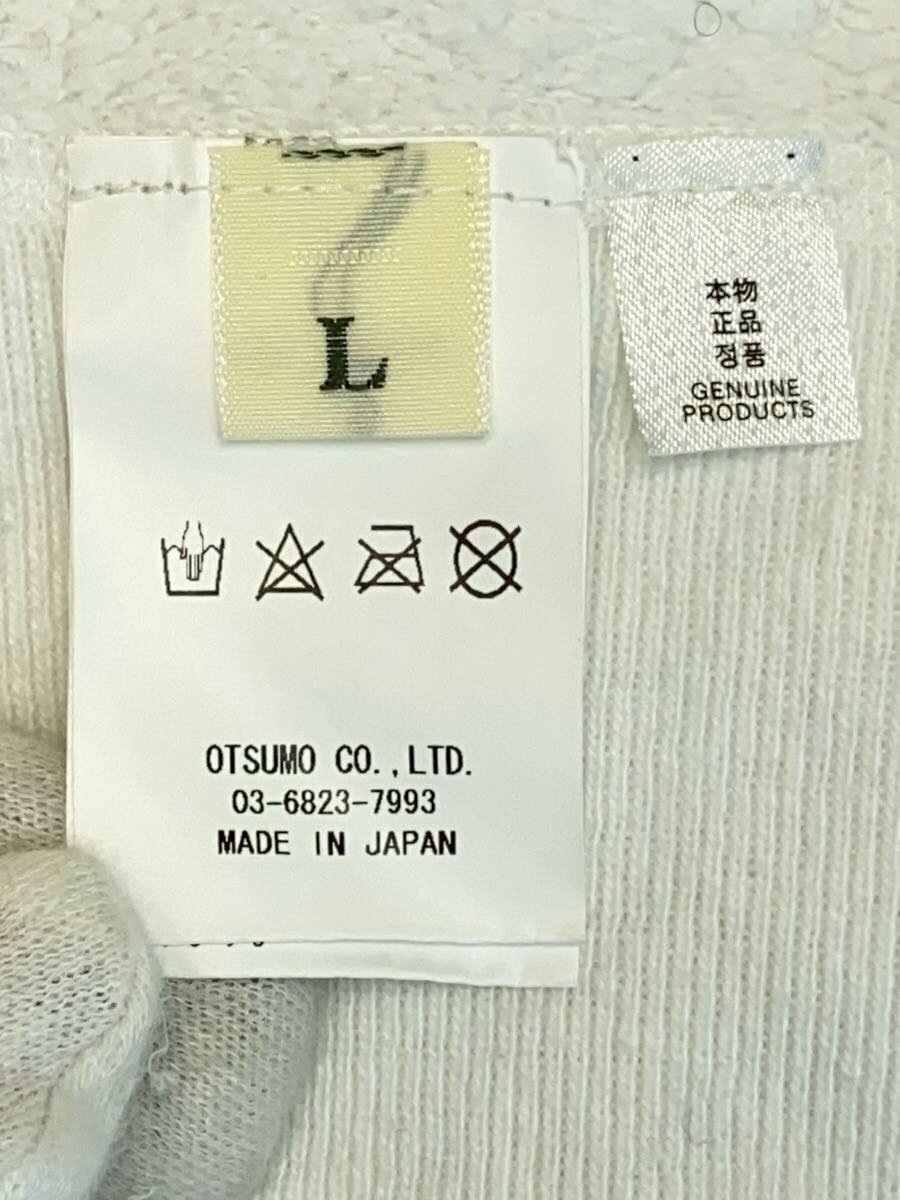 L
OTSUMO CO.,LTD.
03-6823-7993
MADE IN JAPAN
本物
正品
정품
GENUINE
PRODUCTS